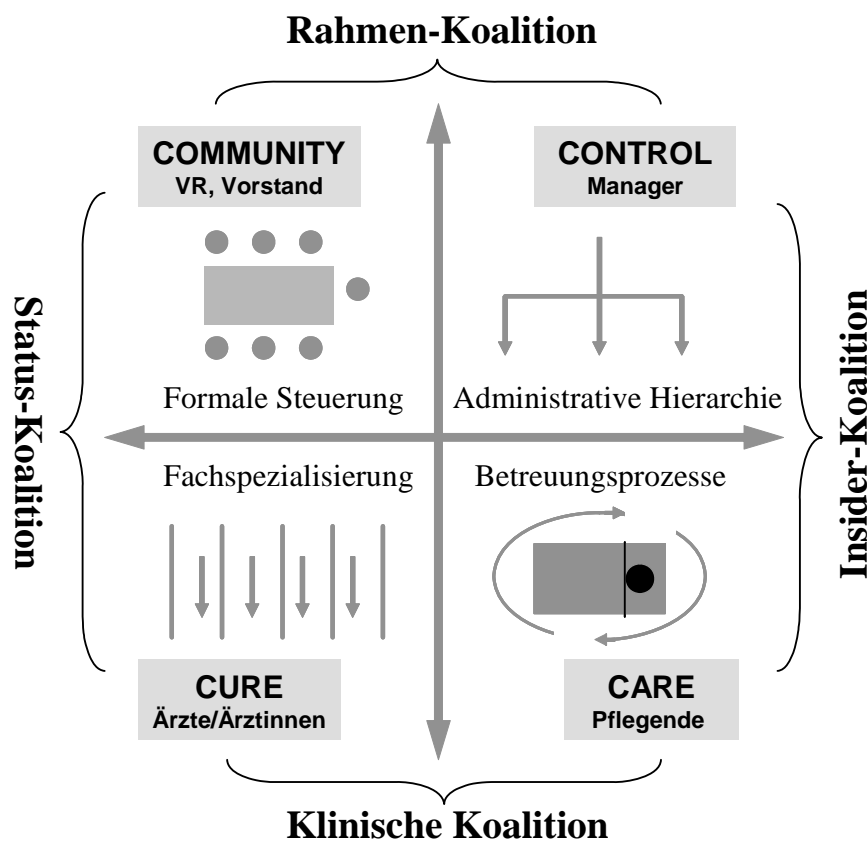 Rahmen-Koalition
COMMUNITY
VR, Vorstand
CONTROL
Manager
Status-Koalition
Insider-Koalition
Formale Steuerung
Administrative Hierarchie
Fachspezialisierung
Betreuungsprozesse
CURE
Ärzte/Ärztinnen
CARE
Pflegende
Klinische Koalition